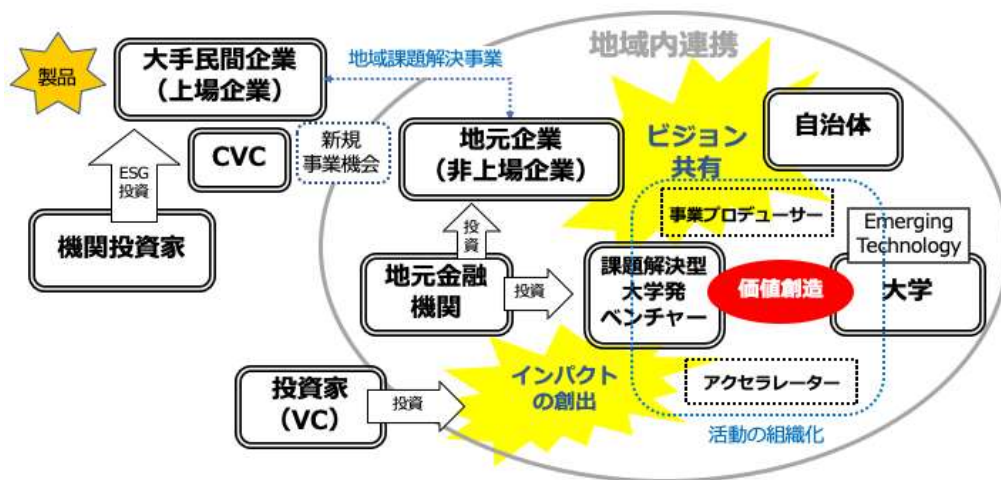 地域内連携
製品
大手民間企業
（上場企業）
地域課題解決事業
CVC
新規
事業機会
地元企業
（非上場企業）
ビジョン
共有
自治体
ESG
投資
機関投資家
投
資
事業プロデューサー
Emerging
Technology
地元金融
機関
投資
課題解決型
大学発
ベンチャー
価値創造
大学
投資家
（VC）
投資
インパクト
の創出
アクセラレーター
活動の組織化